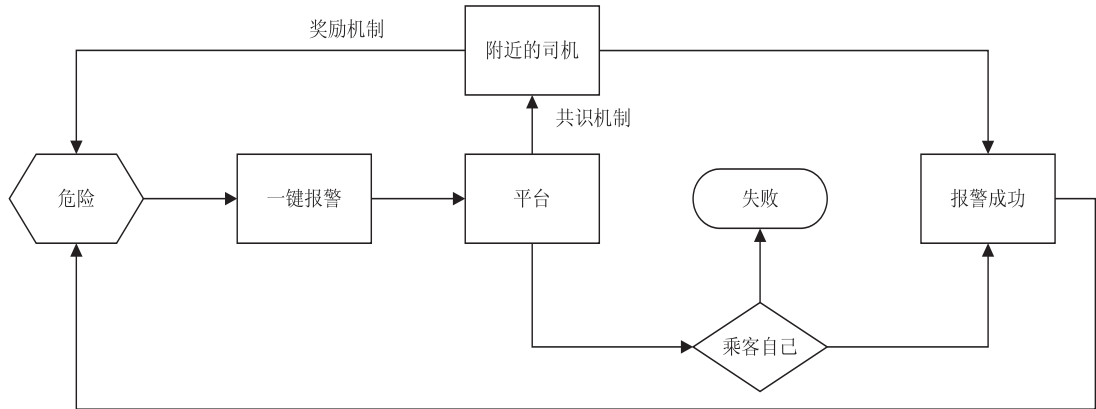 奖励机制
附近的司机
共识机制
危险
一键报警
平台
失败
报警成功
乘客自己